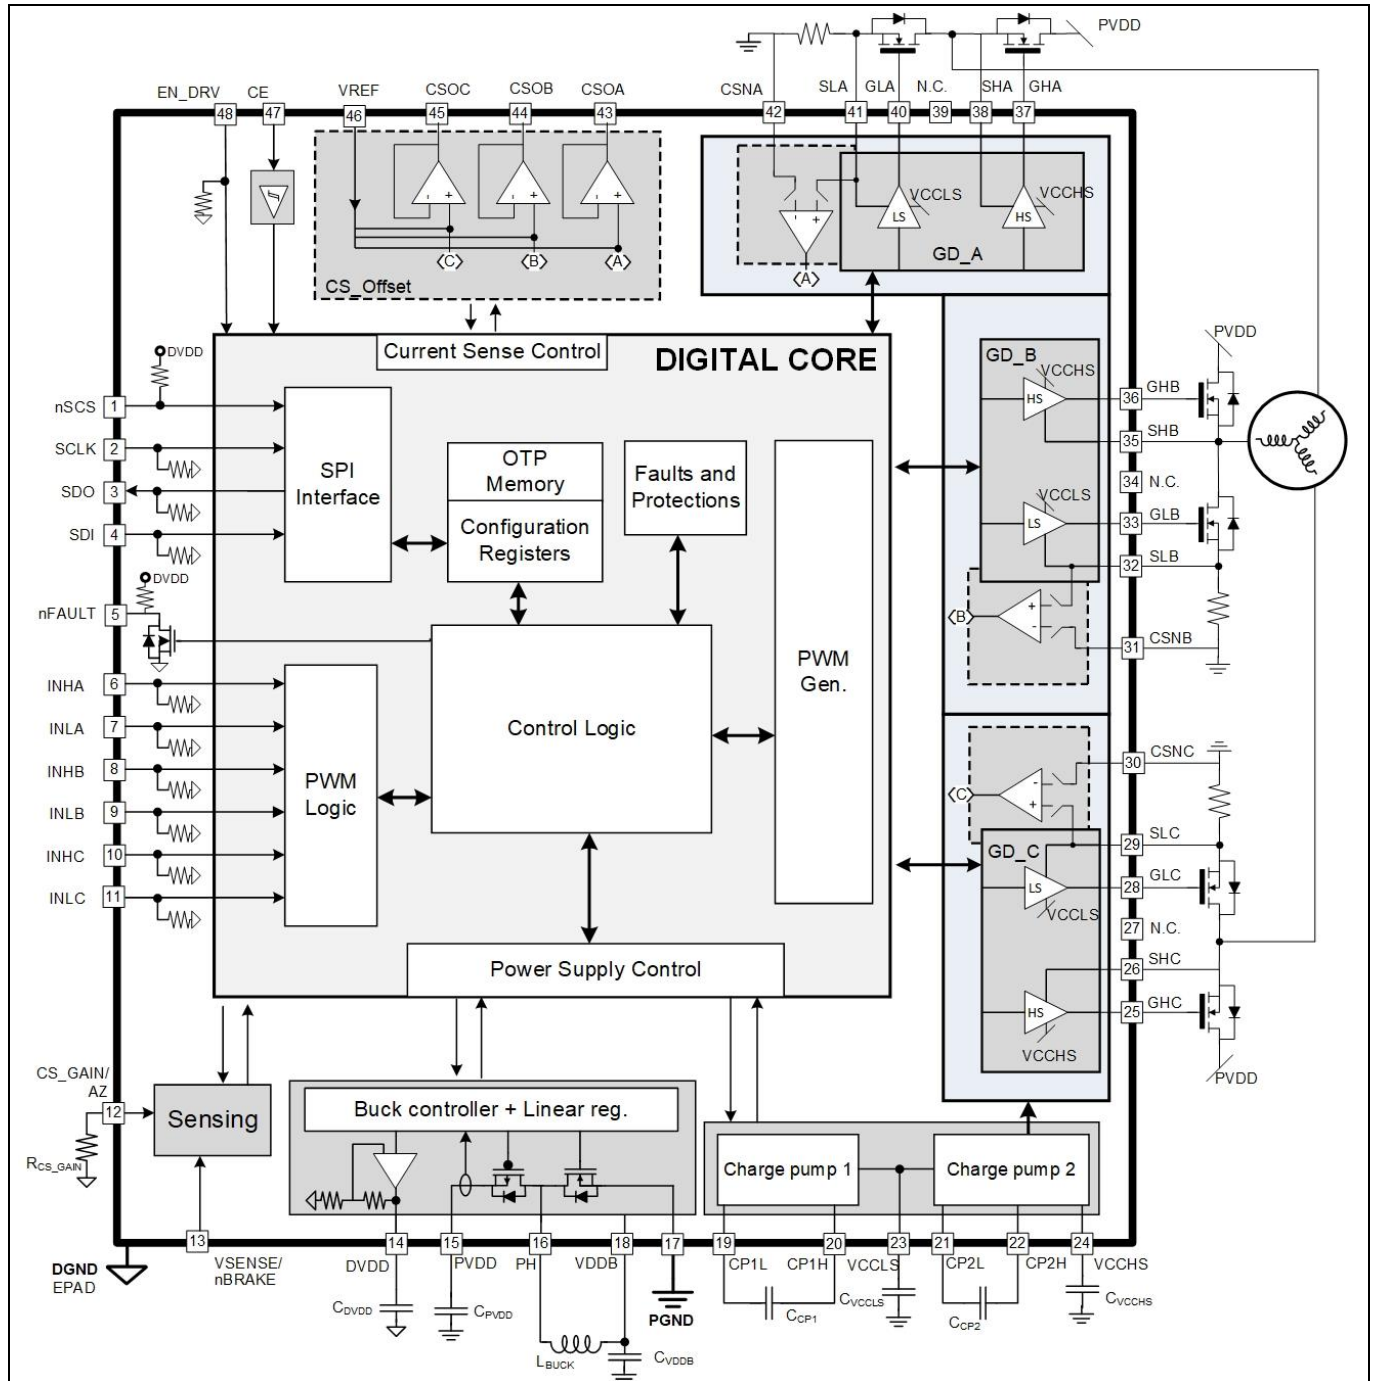 PVDD
EN_DRV
CE
VREF
CSOC
CSOB
CSOA
CSNA
SLA
GLA
N.C.
SHA
GHA
48
47
46
45
44
43
42
41
40
39
38
37
-
+
-
+
-
+
-
+
VCCLS
VCCHS
LS
HS
GD_A
C
B
A
A
CS_Offset
Current Sense Control
DIGITAL CORE
DVDD
nSCS
1
SCLK
2
SDO
3
SDI
4
SPI
Interface
OTP
Memory
Configuration
Registers
Faults and
Protections
PWM
Gen.
DVDD
nFAULT
5
INHA
6
INLA
7
INHB
8
INLB
9
INHC
10
INLC
11
PWM
Logic
Control Logic
Power Supply Control
PVDD
GD_B
VCCHS
HS
36
GHB
35
SHB
34
N.C.
VCCLS
LS
33
GLB
32
SLB
B
+
-
31
CSNB
30
CSNC
C
-
+
29
SLC
GD_C
LS
28
GLC
VCCLS
27
N.C.
26
SHC
HS
25
GHC
VCCHS
PVDD
CS_GAIN/
AZ
12
Sensing
RCS_GAIN
Buck controller + Linear reg.
Charge pump 1
Charge pump 2
13
14
15
16
18
17
19
20
23
21
22
24
DGND
EPAD
VSENSE/
nBRAKE
DVDD
PVDD
PH
VDDB
CP1L
CP1H
VCCLS
CP2L
CP2H
VCCHS
CDVDD
CPVDD
PGND
CCP1
CVCCLS
CCP2
CVCCHS
LBUCK
CVDDB